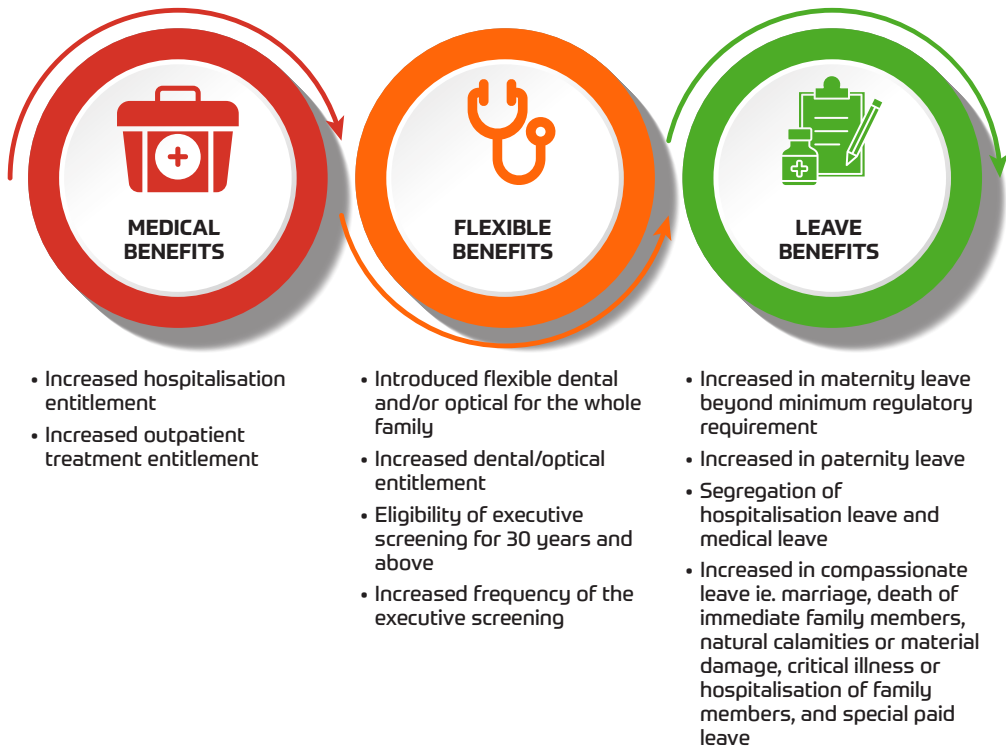 MEDICAL
BENEFITS
• Increased hospitalisation
entitlement
• Increased outpatient
treatment entitlement
FLEXIBLE
BENEFITS
• Introduced flexible dental
and/or optical for the whole
family
• Increased dental/optical
entitlement
• Eligibility of executive
screening for 30 years and
above
• Increased frequency of the
executive screening
LEAVE
BENEFITS
• Increased in maternity leave
beyond minimum regulatory
requirement
• Increased in paternity leave
• Segregation of
hospitalisation leave and
medical leave
• Increased in compassionate
leave ie. marriage, death of
immediate family members,
natural calamities or material
damage, critical illness or
hospitalisation of family
members, and special paid
leave